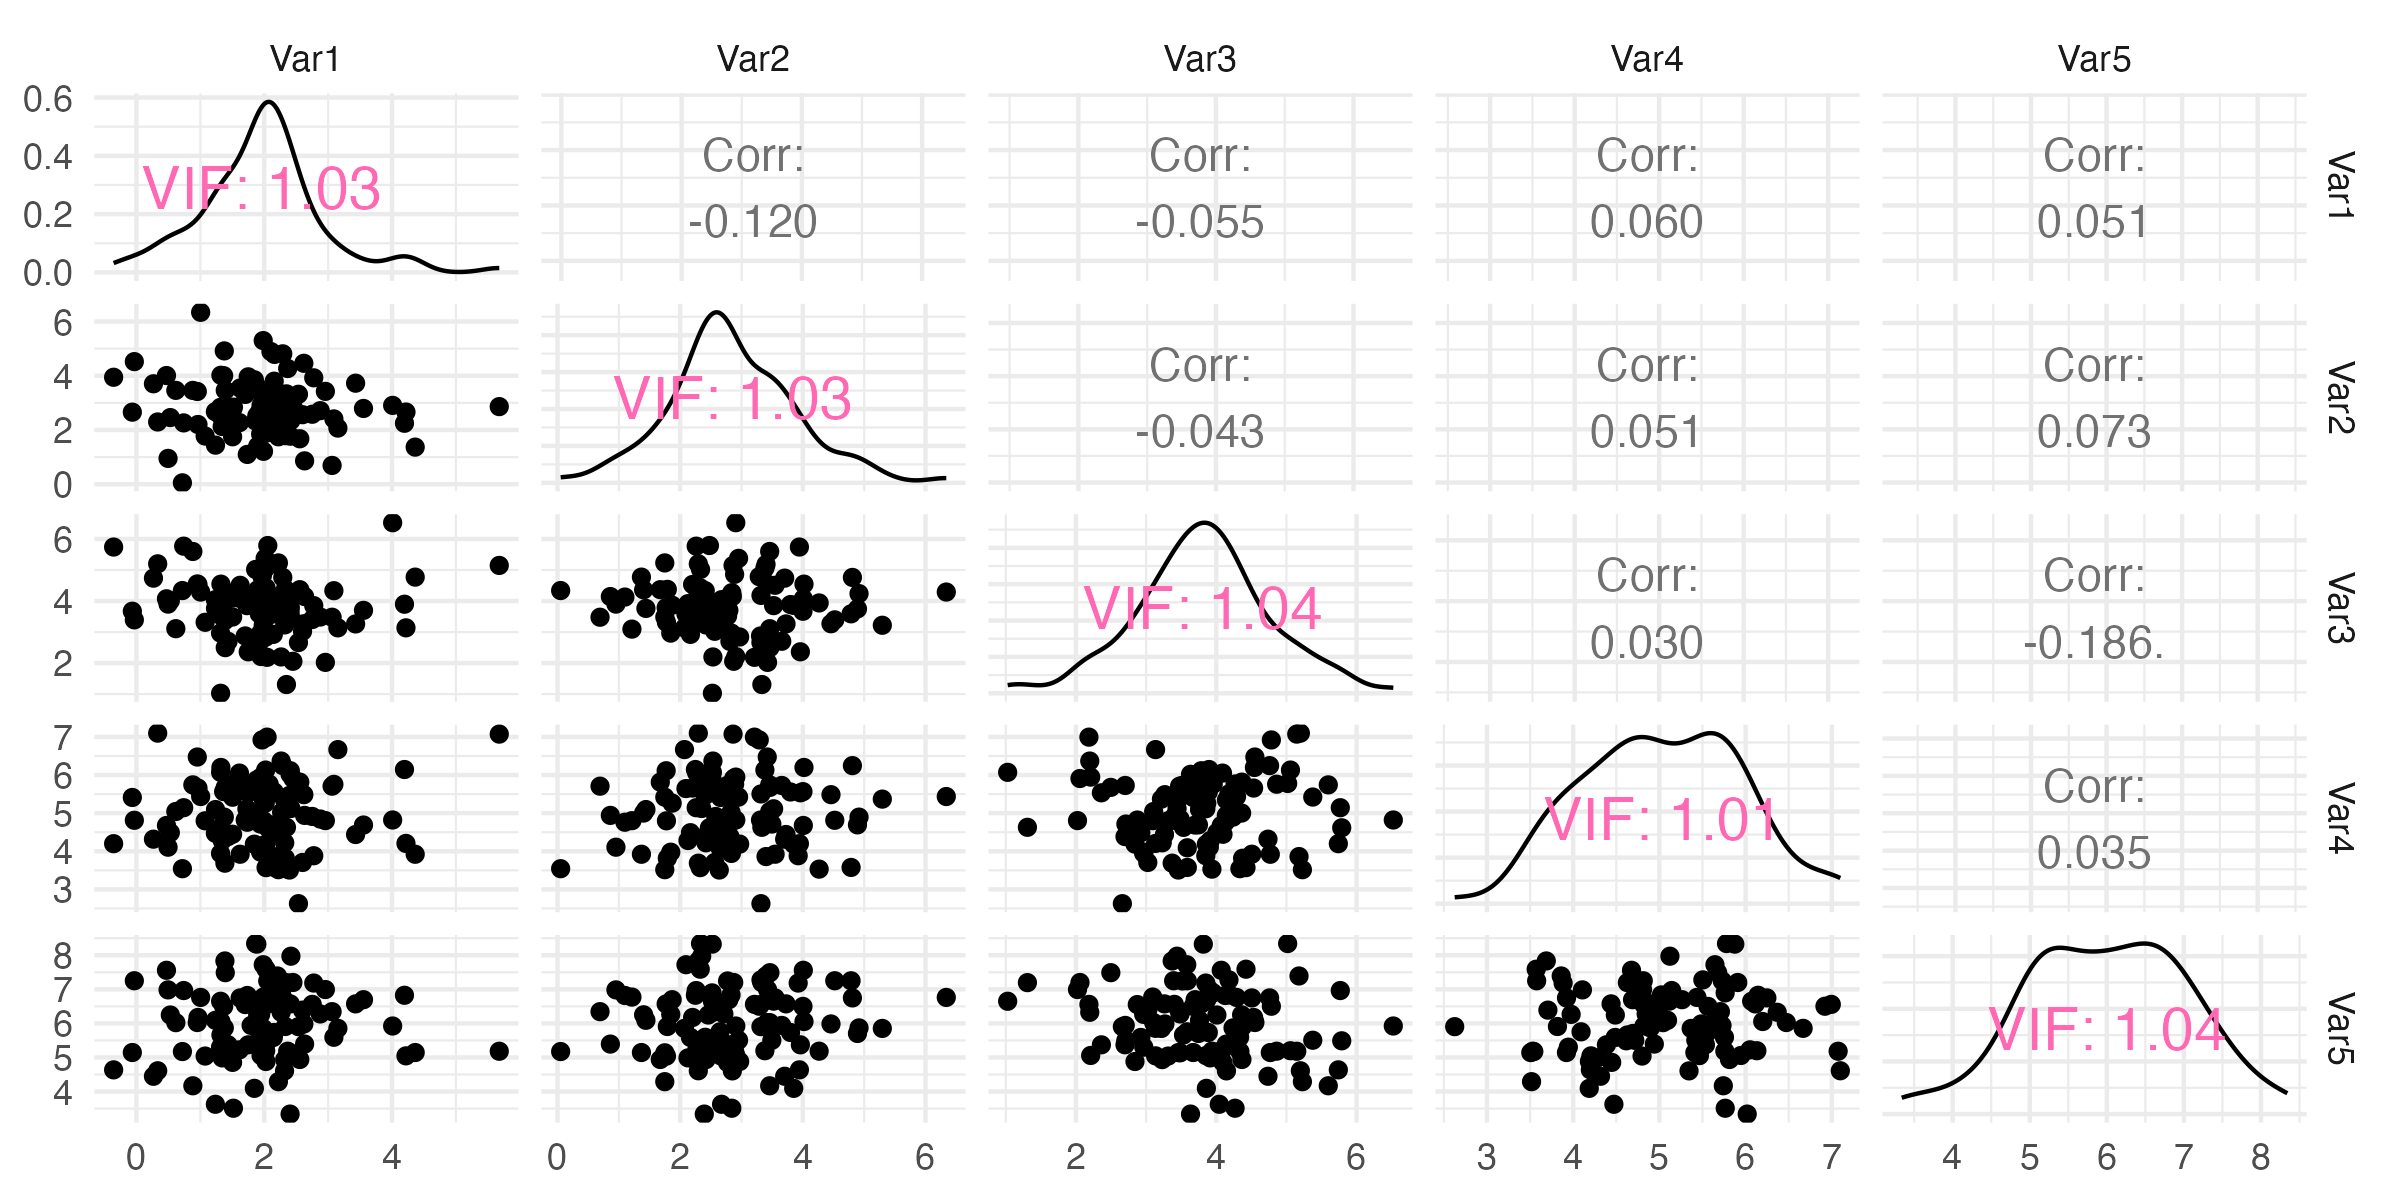 Var1 Var2 Var3 Var4 Var5
0.6
0.4
0.2
0.0
VIF: 1.03
Corr:
-0.120
Corr:
-0.055
Corr:
0.060
Corr:
0.051
Var1
6
4
2
0
VIF: 1.03
Corr:
-0.043
Corr:
0.051
Corr:
0.073
Var2
6
4
2
VIF: 1.04
Corr:
0.030
Corr:
-0.186.
Var3
7
6
5
4
3
VIF: 1.01
Corr:
0.035
Var4
8
7
6
5
4
VIF: 1.04
Var5
0 2 4 0 2 4 6 2 4 6 3 4 5 6 7 4 5 6 7 8